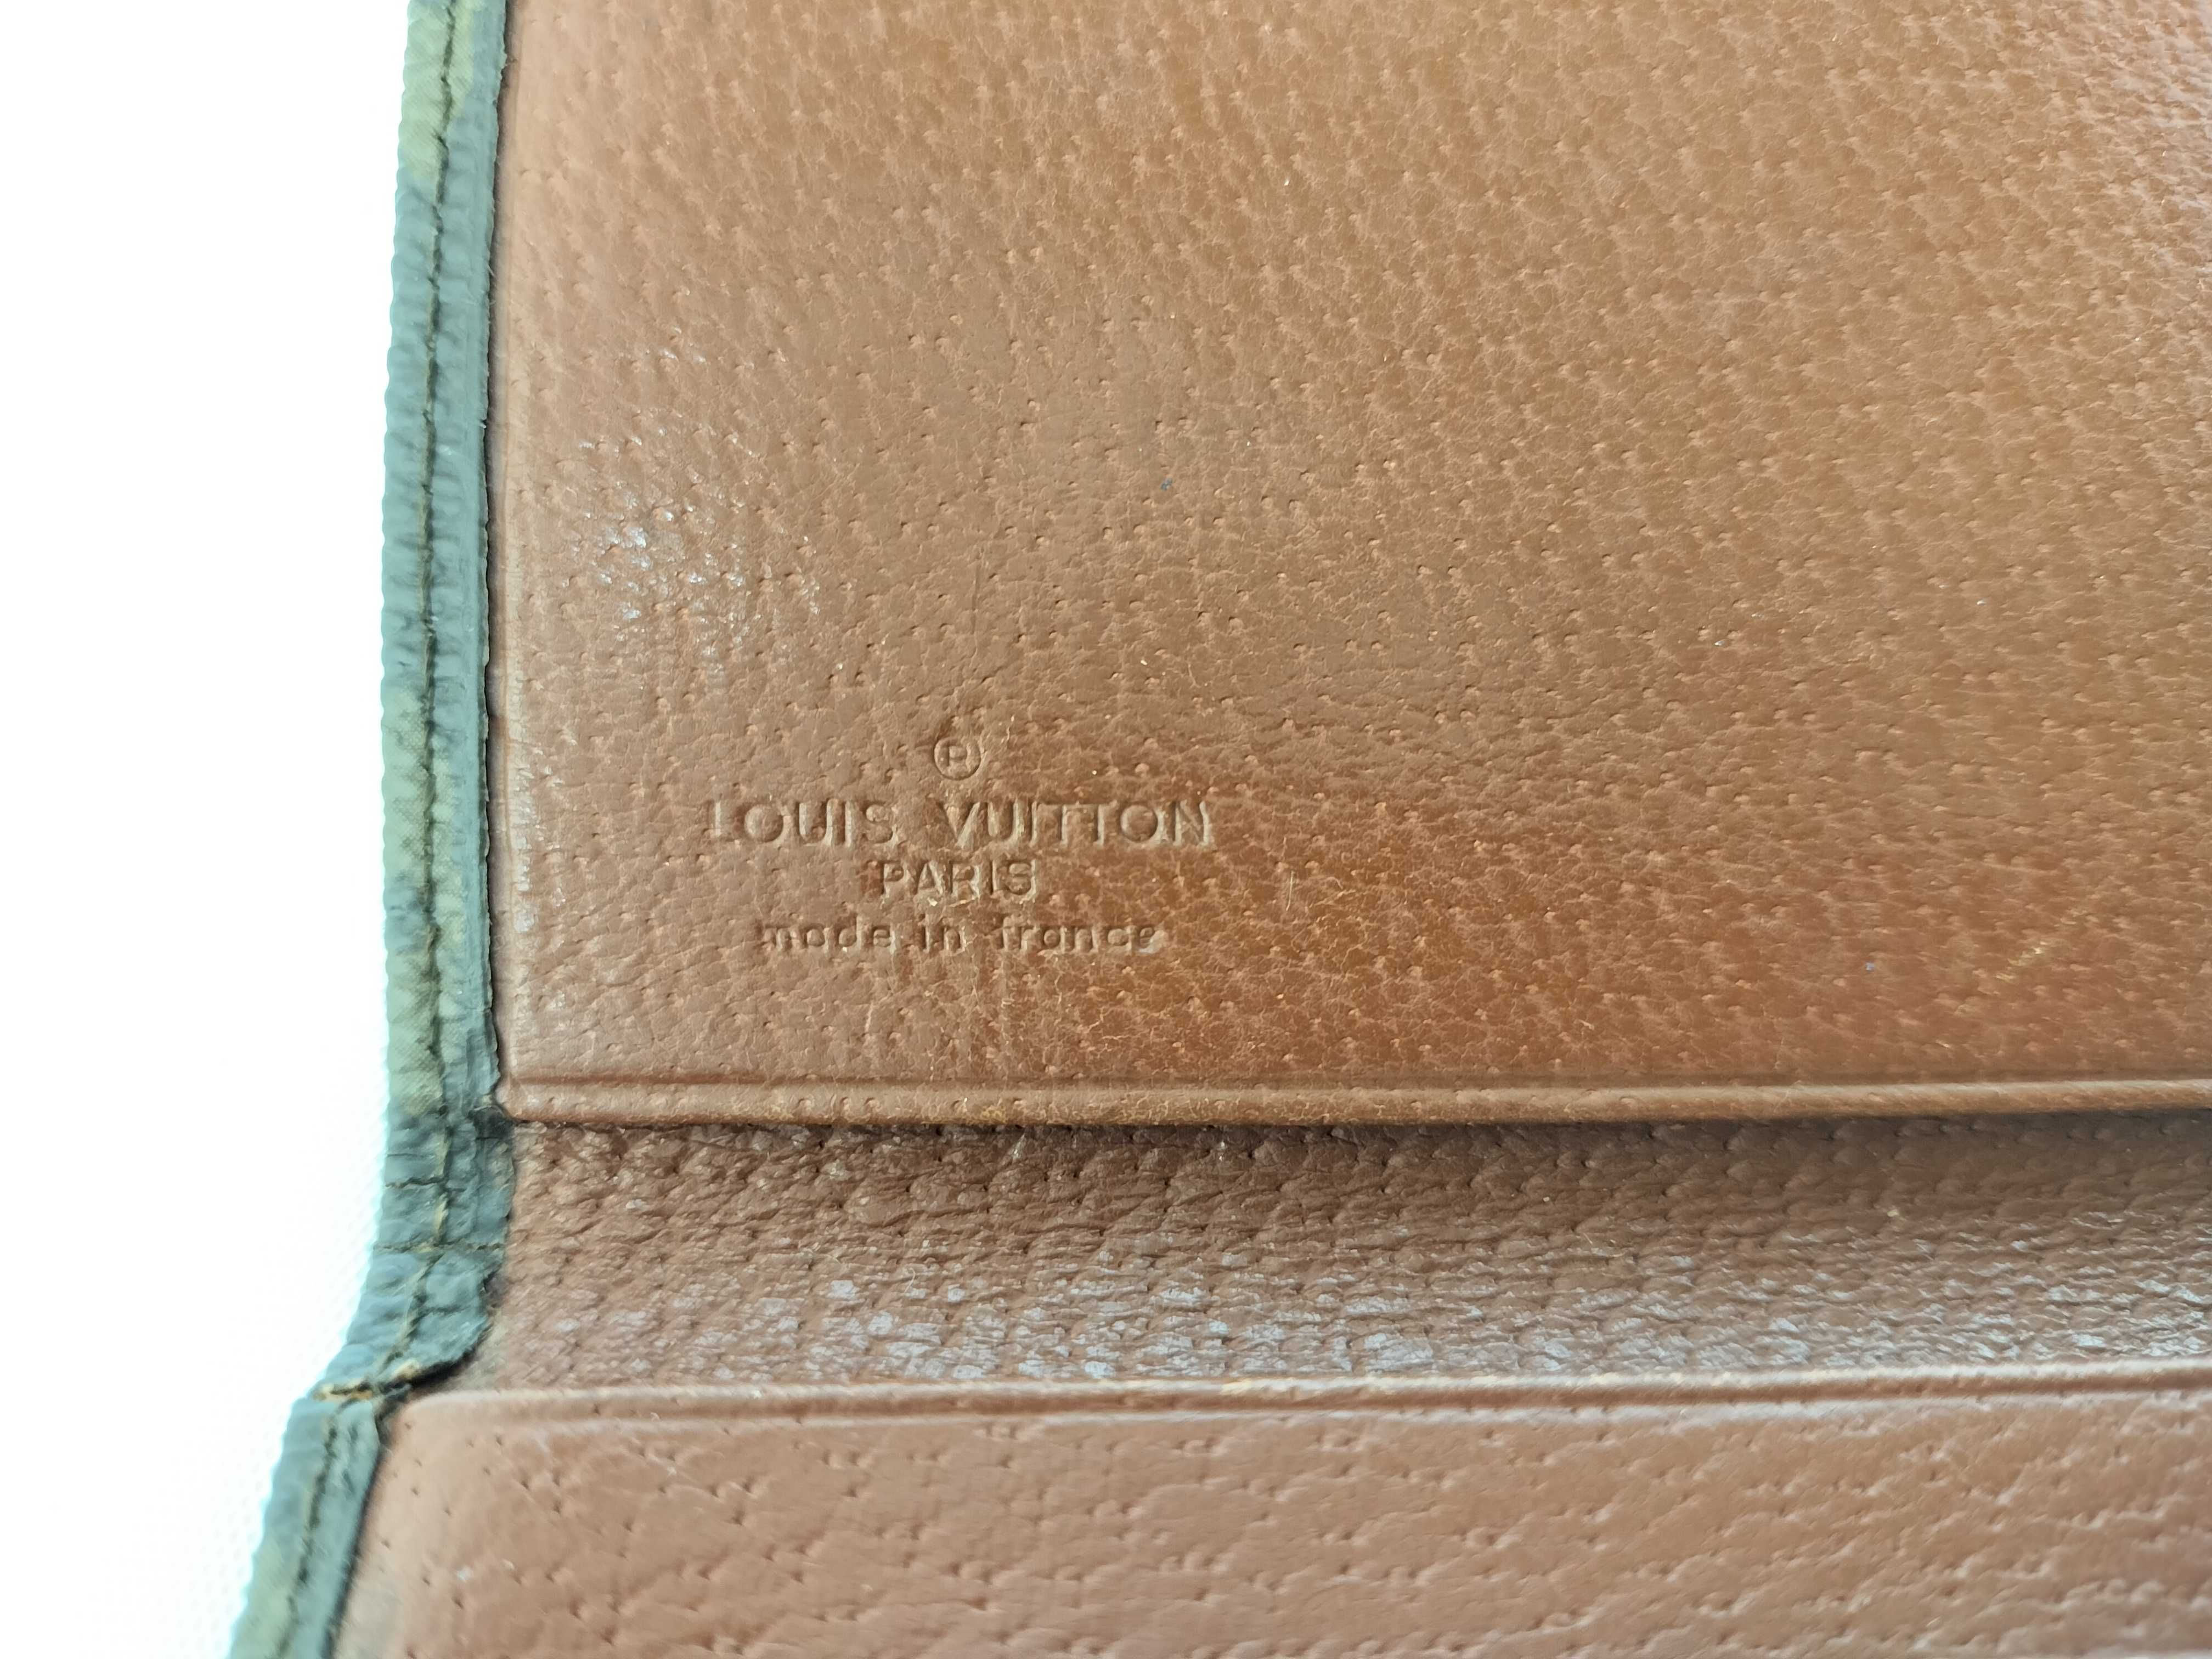 ®
LOUIS VUITTON
PARIS
made in france